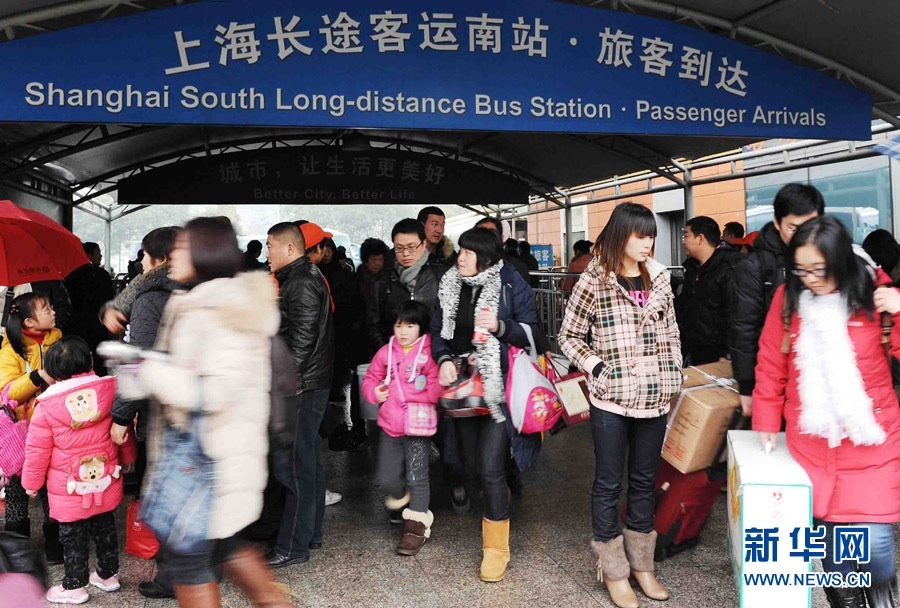 上海长途客运南站·旅客到达
Shanghai South Long-distance Bus Station · Passenger Arrivals
城市，让生活更美好
Better City, Better Life
新华网
WWW.NEWS.CN